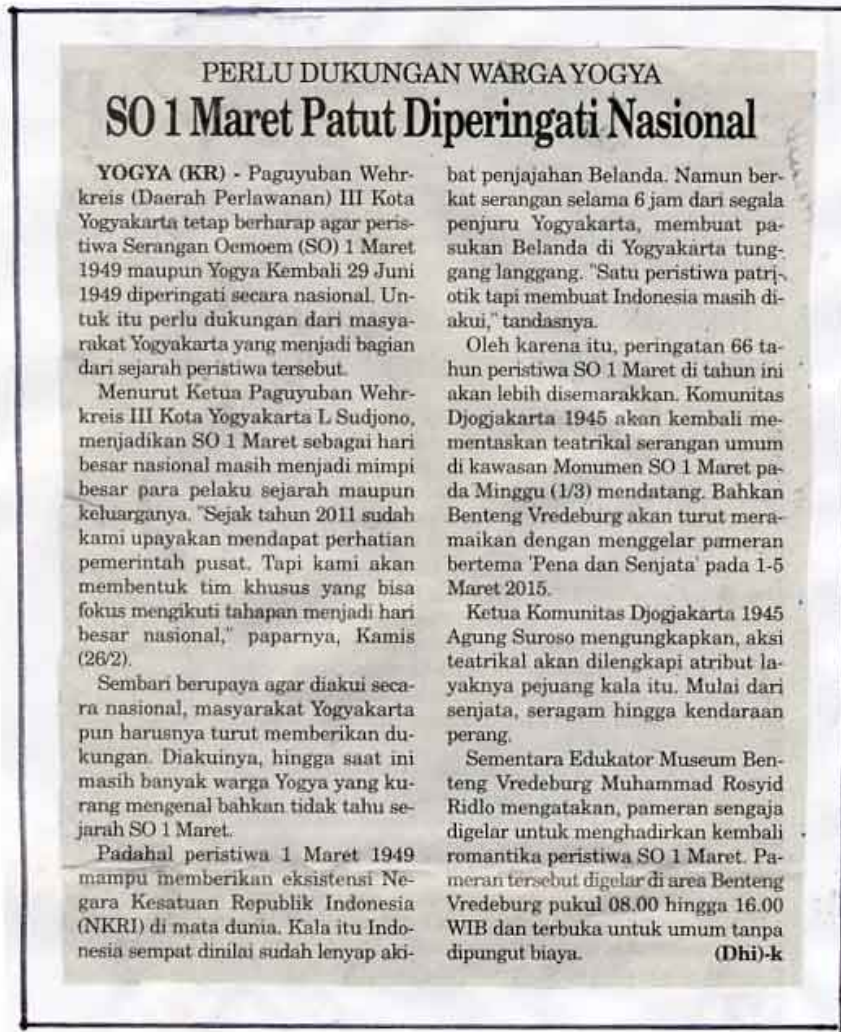 PERLU DUKUNGAN WARGA YOGYA
SO 1 Maret Patut Diperingati Nasional
YOGYA (KR) - Paguyuban Wehr-
kreis (Daerah Perlawanan) III Kota
Yogyakarta tetap berharap agar peris-
tiwa Serangan Oemoem (SO) 1 Maret
1949 maupun Yogya Kembali 29 Juni
1949 diperingati secara nasional. Un-
tuk itu perlu dukungan dari masya-
rakat Yogyakarta yang menjadi bagian
dari sejarah peristiwa tersebut.
Menurut Ketua Paguyuban Wehr-
kreis III Kota Yogyakarta L Sudjono,
menjadikan SO 1 Maret sebagai hari
besar nasional masih menjadi mimpi
besar para pelaku sejarah maupun
keluarganya. "Sejak tahun 2011 sudah
kami upayakan mendapat perhatian
pemerintah pusat. Tapi kami akan
membentuk tim khusus yang bisa
fokus mengikuti tahapan menjadi hari
besar nasional," paparnya, Kamis
(26/2).
Sembari berupaya agar diakui seca-
ra nasional, masyarakat Yogyakarta
pun harusnya turut memberikan du-
kungan. Diakuinya, hingga saat ini
masih banyak warga Yogya yang ku-
rang mengenal bahkan tidak tahu se-
jarah SO 1 Maret.
Padahal peristiwa 1 Maret 1949
mampu memberikan eksistensi Ne-
gara Kesatuan Republik Indonesia
(NKRI) di mata dunia. Kala itu Indo-
nesia sempat dinilai sudah lenyap aki-
bat penjajahan Belanda. Namun ber-
kat serangan selama 6 jam dari segala
penjuru Yogyakarta, membuat pa-
sukan Belanda di Yogyakarta tung-
gang langgang. "Satu peristiwa patri-
otik tapi membuat Indonesia masih di-
akui," tandasnya.
Oleh karena itu, peringatan 66 ta-
hun peristiwa SO 1 Maret di tahun ini
akan lebih disemarakkan. Komunitas
Djogjakarta 1945 akan kembali me-
mentaskan teatrikal serangan umum
di kawasan Monumen SO 1 Maret pa-
da Minggu (1/3) mendatang. Bahkan
Benteng Vredeburg akan turut mera-
maikan dengan menggelar pameran
bertema 'Pena dan Senjata' pada 1-5
Maret 2015.
Ketua Komunitas Djogjakarta 1945
Agung Suroso mengungkapkan, aksi
teatrikal akan dilengkapi atribut la-
yaknya pejuang kala itu. Mulai dari
senjata, seragam hingga kendaraan
perang.
Sementara Edukator Museum Ben-
teng Vredeburg Muhammad Rosyid
Ridlo mengatakan, pameran sengaja
digelar untuk menghadirkan kembali
romantika peristiwa SO 1 Maret. Pa-
meran tersebut digelar di area Benteng
Vredeburg pukul 08.00 hingga 16.00
WIB dan terbuka untuk umum tanpa
dipungut biaya. (Dhi)-k